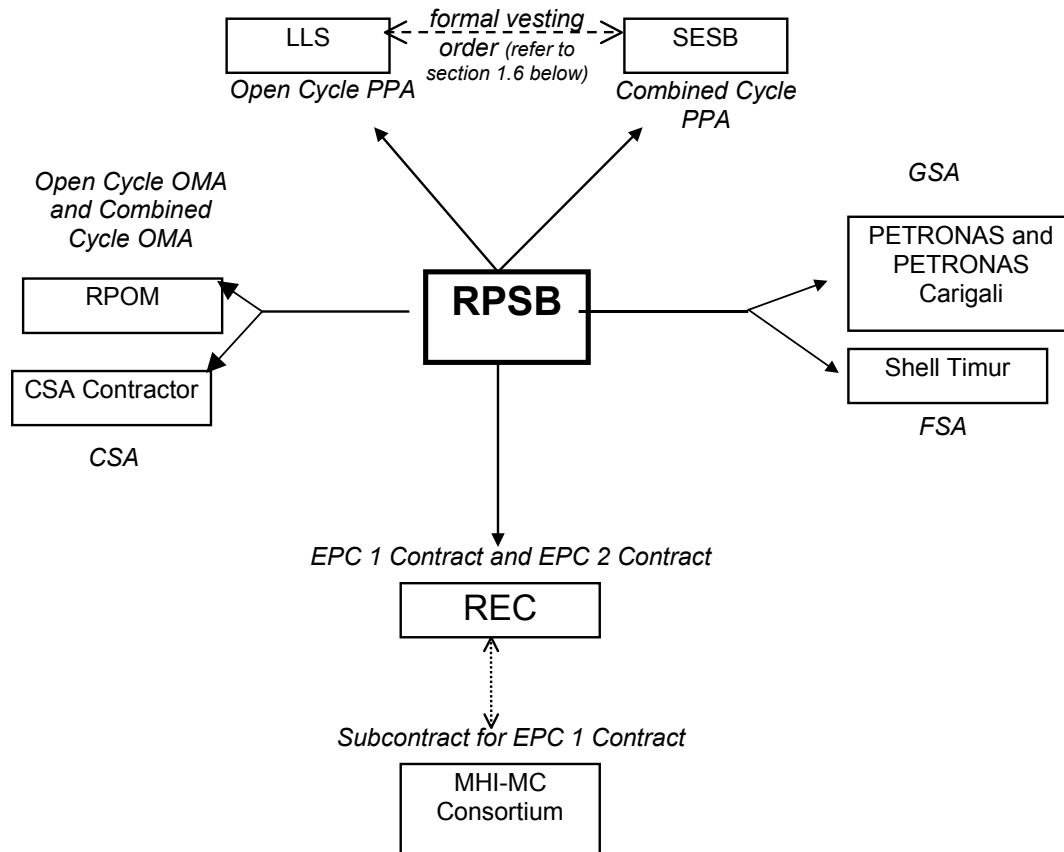 LLS
formal vesting
order (refer to
section 1.6 below)
SESB
Open Cycle PPA
Combined Cycle
PPA
Open Cycle OMA
and Combined
Cycle OMA
GSA
RPOM
RPSB
PETRONAS and
PETRONAS
Carigali
CSA Contractor
Shell Timur
CSA
FSA
EPC 1 Contract and EPC 2 Contract
REC
Subcontract for EPC 1 Contract
MHI-MC
Consortium